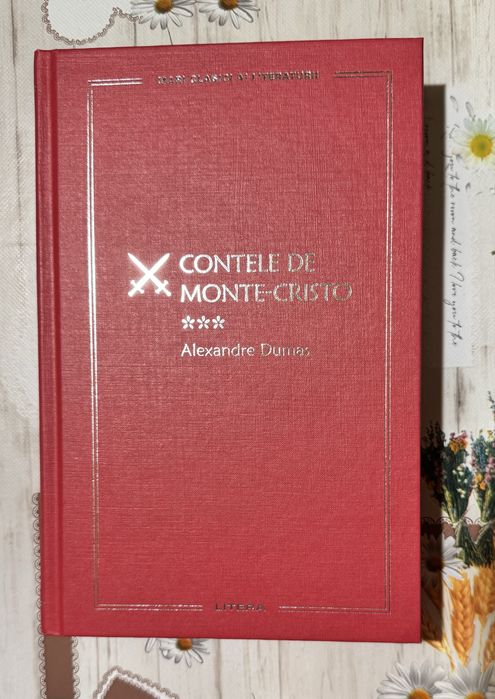 MARI CLASICI AI LITERATURII
CONTELE DE
MONTE-CRISTO
***
Alexandre Dumas
LITERA